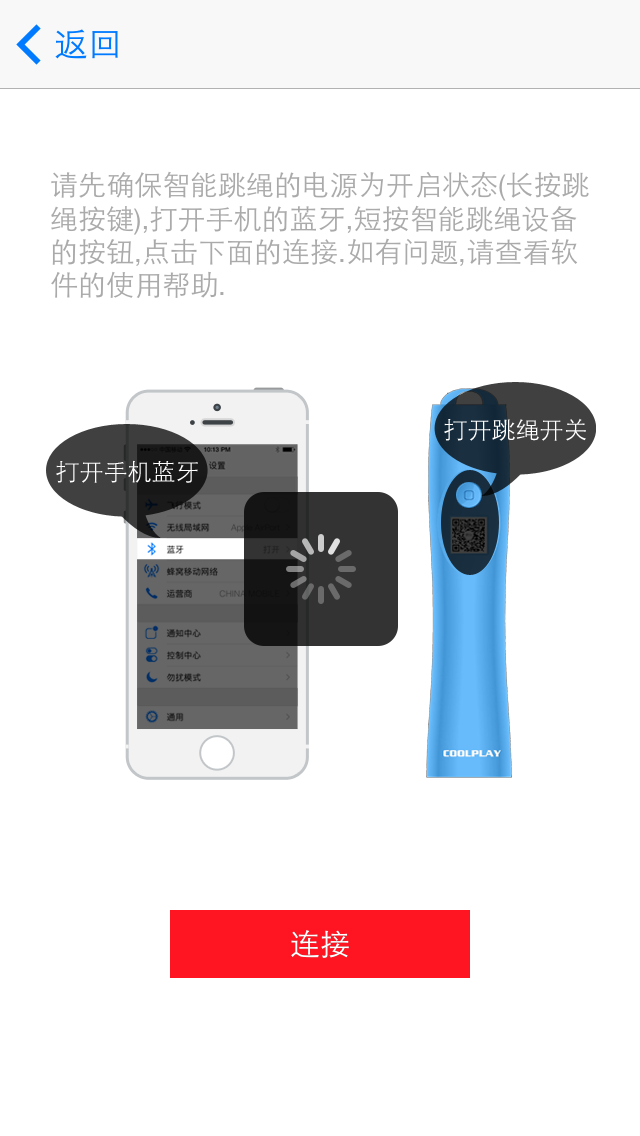 返回
请先确保智能跳绳的电源为开启状态(长按跳
绳按键),打开手机的蓝牙,短按智能跳绳设备
的按钮,点击下面的连接.如有问题,请查看软
件的使用帮助.
打开跳绳开关
10:13 PM
设置
打开手机蓝牙
飞行模式
无线局域网
蓝牙 打开
蜂窝移动网络
运营商
通知中心
控制中心
勿扰模式
通用
COOLPLAY
连接